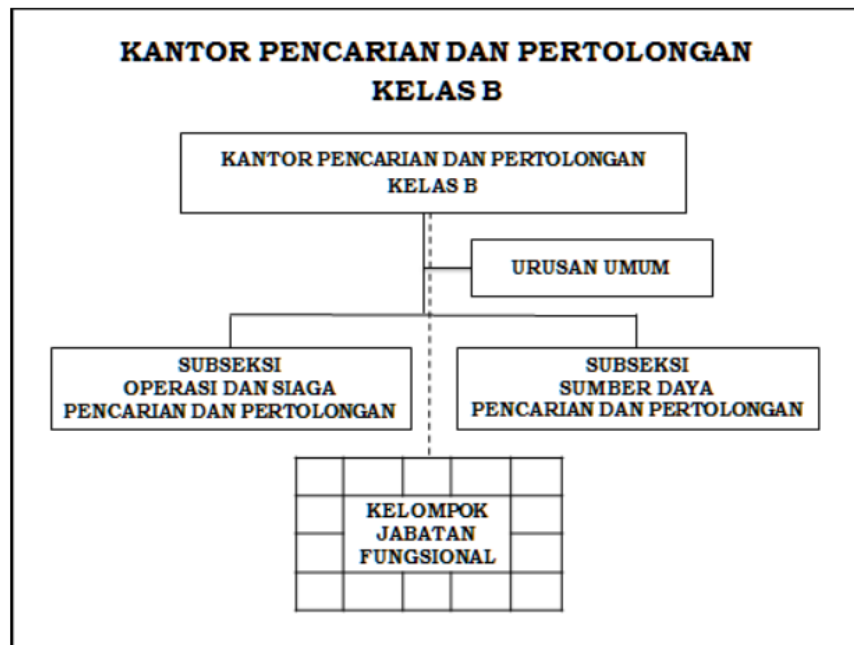 KANTOR PENCARIAN DAN PERTOLONGAN
KELAS B
KANTOR PENCARIAN DAN PERTOLONGAN
KELAS B
URUSAN UMUM
SUBSEKSI
OPERASI DAN SIAGA
PENCARIAN DAN PERTOLONGAN
SUBSEKSI
SUMBER DAYA
PENCARIAN DAN PERTOLONGAN
KELOMPOK
JABATAN
FUNGSIONAL